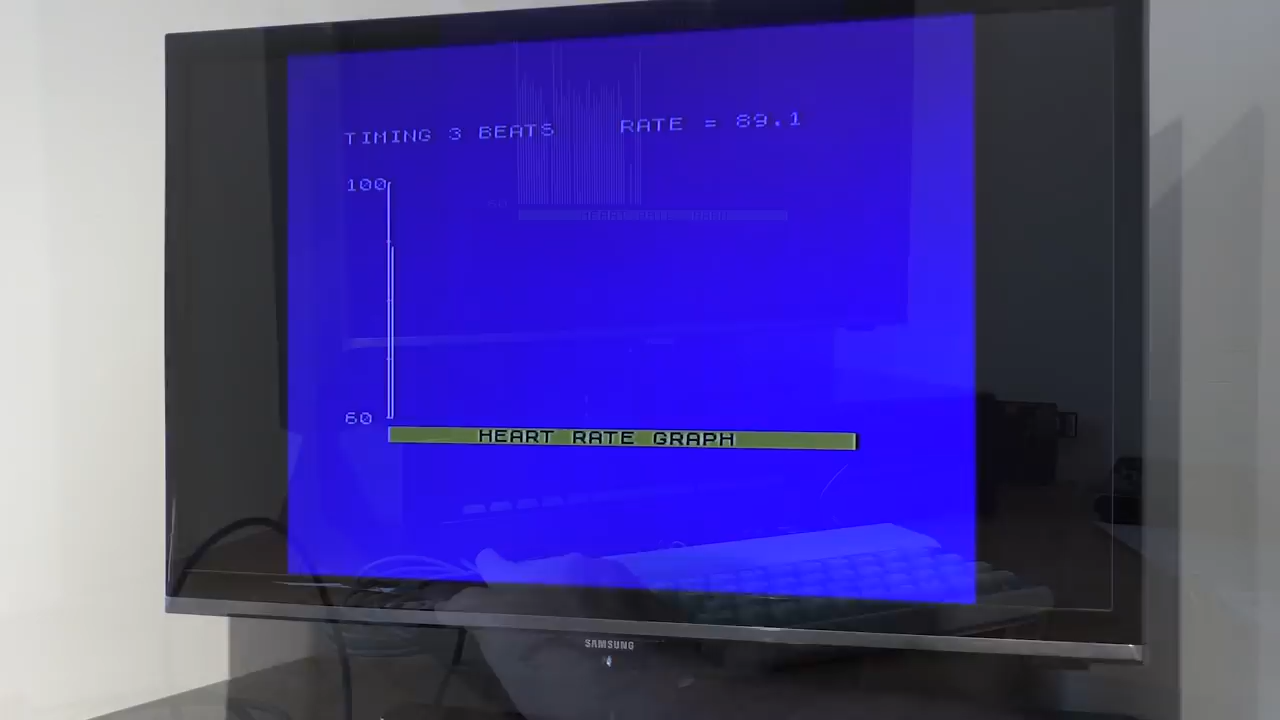 TIMING 3 BEATS RATE = 89.1
100
60
HEART RATE GRAPH
SAMSUNG